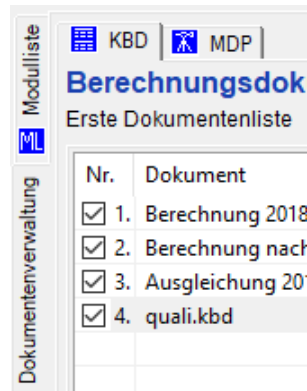 Modulliste
ML
Dokumentenverwaltung
KBD MDP
Berechnungsdok
Erste Dokumentenliste
Nr. Dokument
1. Berechnung 2018
2. Berechnung nach
3. Ausgleichung 201
4. quali.kbd